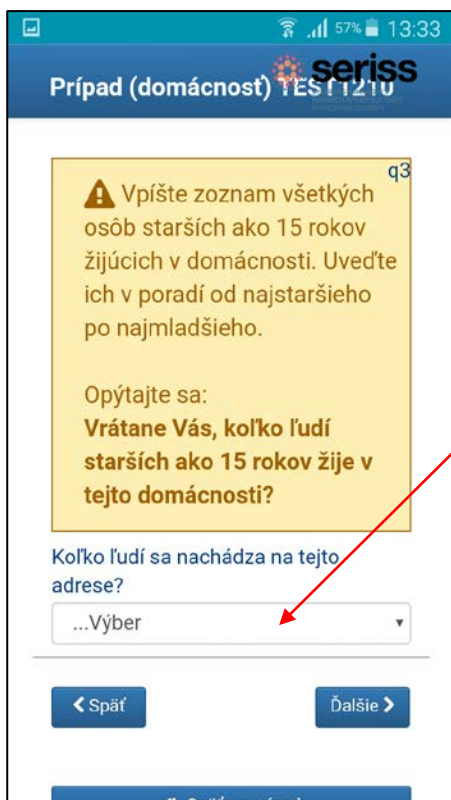 57% 13:33
seriss
Prípad (domácnosť) TEST1210
q3
Vpíšte zoznam všetkých
osôb starších ako 15 rokov
žijúcich v domácnosti. Uveďte
ich v poradí od najstaršieho
po najmladšieho.
Opýtajte sa:
Vrátane Vás, koľko ľudí
starších ako 15 rokov žije v
tejto domácnosti?
Koľko ľudí sa nachádza na tejto
adrese?
...Výber
Späť
Ďalšie